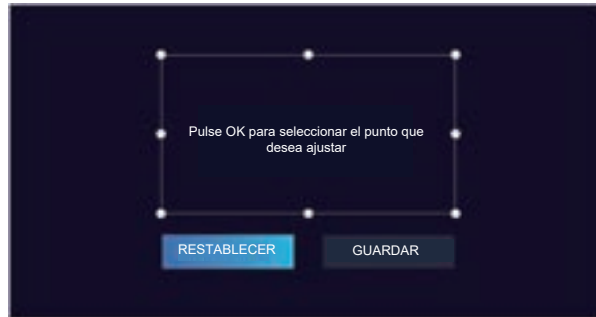 Pulse OK para seleccionar el punto que
desea ajustar
RESTABLECER
GUARDAR